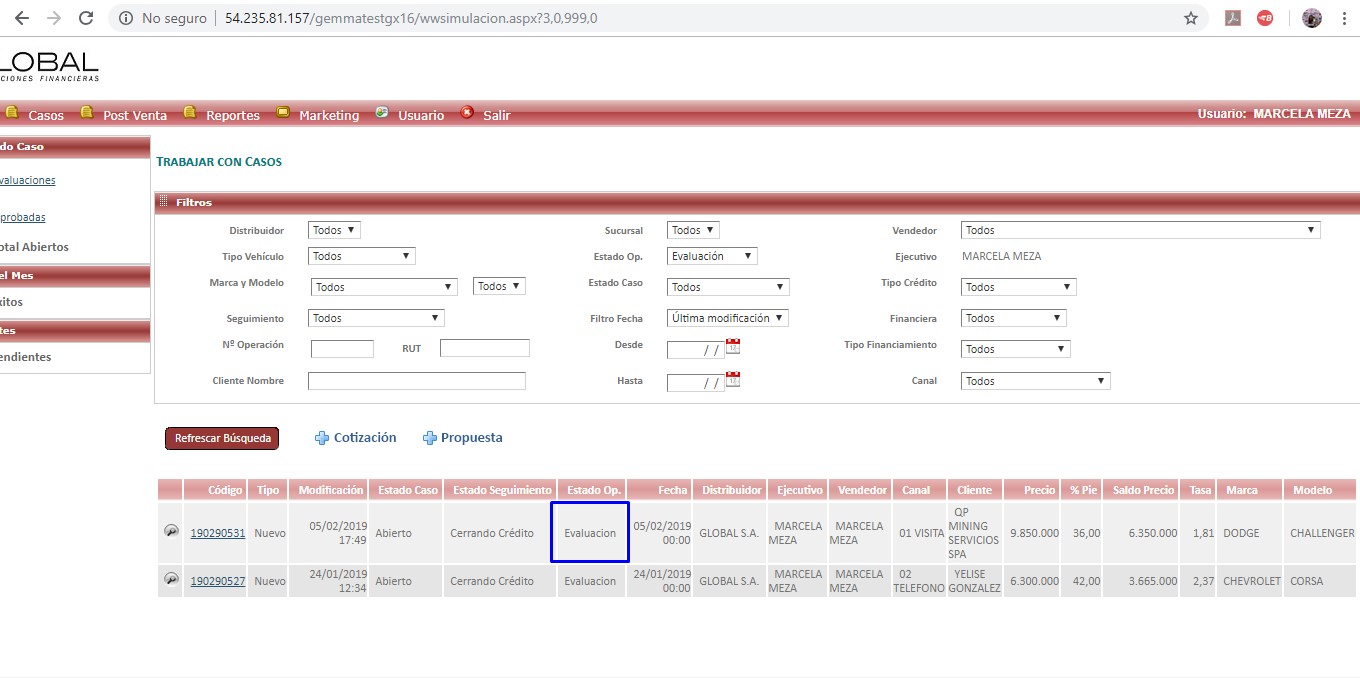 No seguro
54.235.81.157/gemmatestgx16/wwsimulacion.aspx?3,0,999,0
LOBAL
CIONES FINANCIERAS
Casos Post Venta Reportes Marketing Usuario Salir Usuario: MARCELA MEZA
do Caso
valuaciones
probadas
otal Abiertos
el Mes
xitos
tes
endientes
TRABAJAR CON CASOS
Filtros
Distribuidor Todos Sucursal Todos Vendedor Todos
Tipo Vehículo Todos Estado Op. Evaluación Ejecutivo MARCELA MEZA
Marca y Modelo Todos Todos Estado Caso Todos Tipo Crédito Todos
Seguimiento Todos Filtro Fecha Última modificación Financiera Todos
Nº Operación RUT Desde / / Tipo Financiamiento Todos
Cliente Nombre Hasta / / Canal Todos
Refrescar Búsqueda Cotización Propuesta
Código Tipo Modificación Estado Caso Estado Seguimiento Estado Op. Fecha Distribuidor Ejecutivo Vendedor Canal Cliente Precio % Pie Saldo Precio Tasa Marca Modelo
190290531 Nuevo 05/02/2019 17:49 Abierto Cerrando Crédito Evaluacion 05/02/2019 00:00 GLOBAL S.A. MARCELA MEZA MARCELA MEZA 01 VISITA QP MINING SERVICIOS SPA 9.850.000 36,00 6.350.000 1,81 DODGE CHALLENGER
190290527 Nuevo 24/01/2019 12:34 Abierto Cerrando Crédito Evaluacion 24/01/2019 00:00 GLOBAL S.A. MARCELA MEZA MARCELA MEZA 02 TELEFONO YELISE GONZALEZ 6.300.000 42,00 3.665.000 2,37 CHEVROLET CORSA